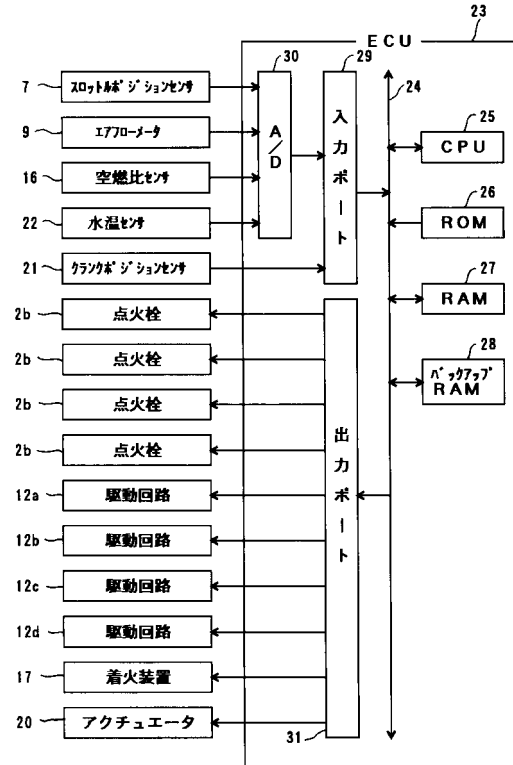 23
ECU
30
29
24
7 スロットルポジションセンサ
9 エアフローメータ
16 空燃比センサ
22 水温センサ
21 クランクポジションセンサ
A/D
入力ポート
25
CPU
26
ROM
27
RAM
28
バックアップ
RAM
2b 点火栓
2b 点火栓
2b 点火栓
2b 点火栓
12a 駆動回路
12b 駆動回路
12c 駆動回路
12d 駆動回路
17 着火装置
20 アクチュエータ
出力ポート
31